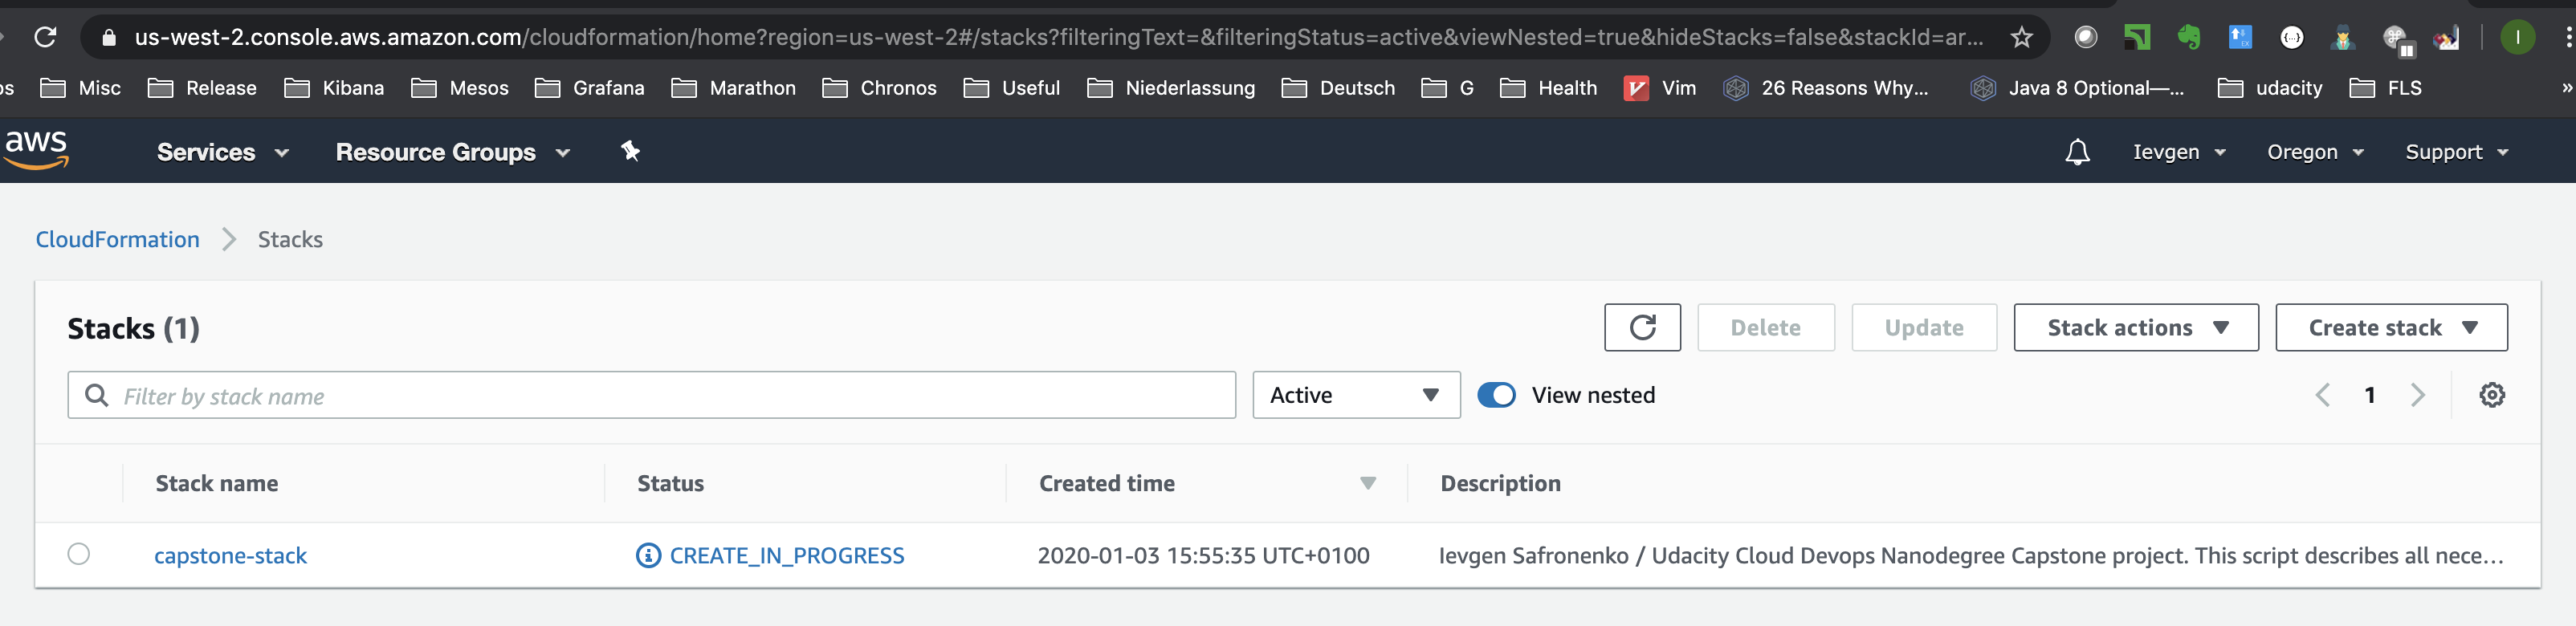 us-west-2.console.aws.amazon.com/cloudformation/home?region=us-west-2#/stacks?filteringText=&filteringStatus=active&viewNested=true&hideStacks=false&stackId=ar...
Misc Release Kibana Mesos Grafana Marathon Chronos Useful Niederlassung Deutsch G Health Vim 26 Reasons Why... Java 8 Optional—... udacity FLS »
aws Services Resource Groups Ievgen Oregon Support
CloudFormation Stacks
Stacks (1) Delete Update Stack actions Create stack
Filter by stack name Active View nested 1
Stack name Status Created time Description
capstone-stack CREATE_IN_PROGRESS 2020-01-03 15:55:35 UTC+0100 Ievgen Safronenko / Udacity Cloud Devops Nanodegree Capstone project. This script describes all nece...